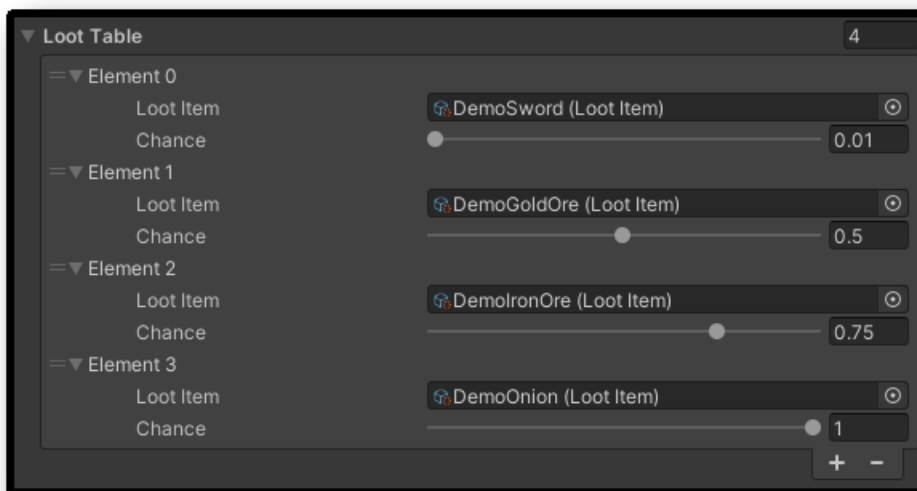 Loot Table 4
Element 0
Loot Item DemoSword (Loot Item)
Chance 0.01
Element 1
Loot Item DemoGoldOre (Loot Item)
Chance 0.5
Element 2
Loot Item DemoIronOre (Loot Item)
Chance 0.75
Element 3
Loot Item DemoOnion (Loot Item)
Chance 1
+ -